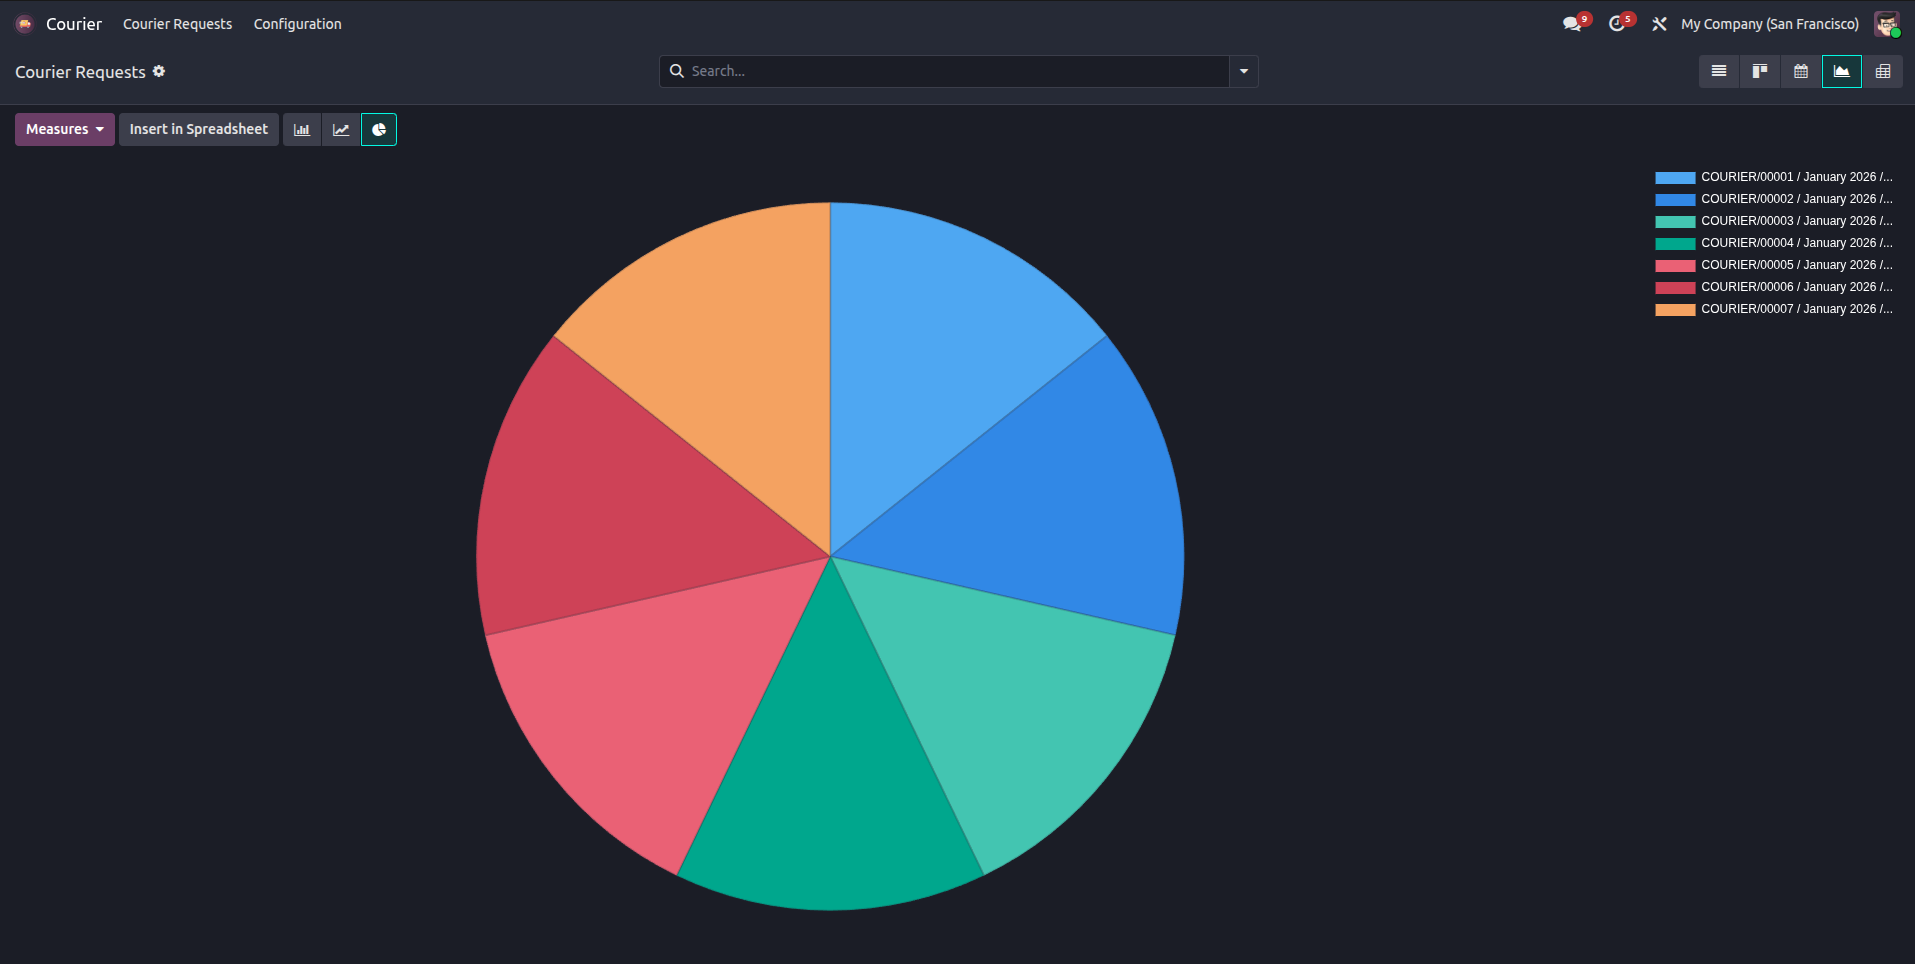 Courier Courier Requests Configuration 9 5 My Company (San Francisco)
Courier Requests Search...
Measures Insert in Spreadsheet
COURIER/00001 / January 2026 /...
COURIER/00002 / January 2026 /...
COURIER/00003 / January 2026 /...
COURIER/00004 / January 2026 /...
COURIER/00005 / January 2026 /...
COURIER/00006 / January 2026 /...
COURIER/00007 / January 2026 /...